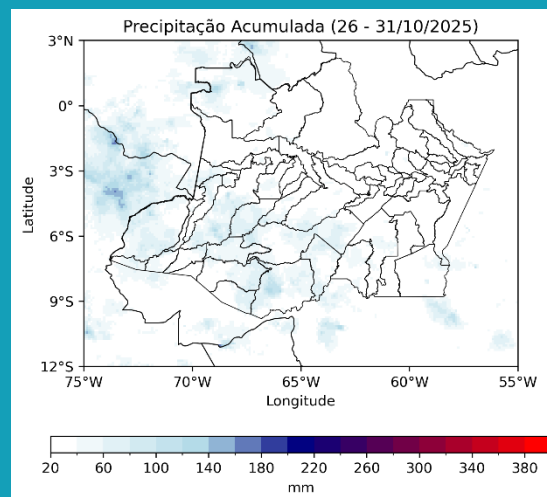 Precipitação Acumulada (26 - 31/10/2025)
3°N
0°
3°S
6°S
9°S
12°S
Latitude
75°W 70°W 65°W 60°W 55°W
Longitude
20 60 100 140 180 220 260 300 340 380
mm